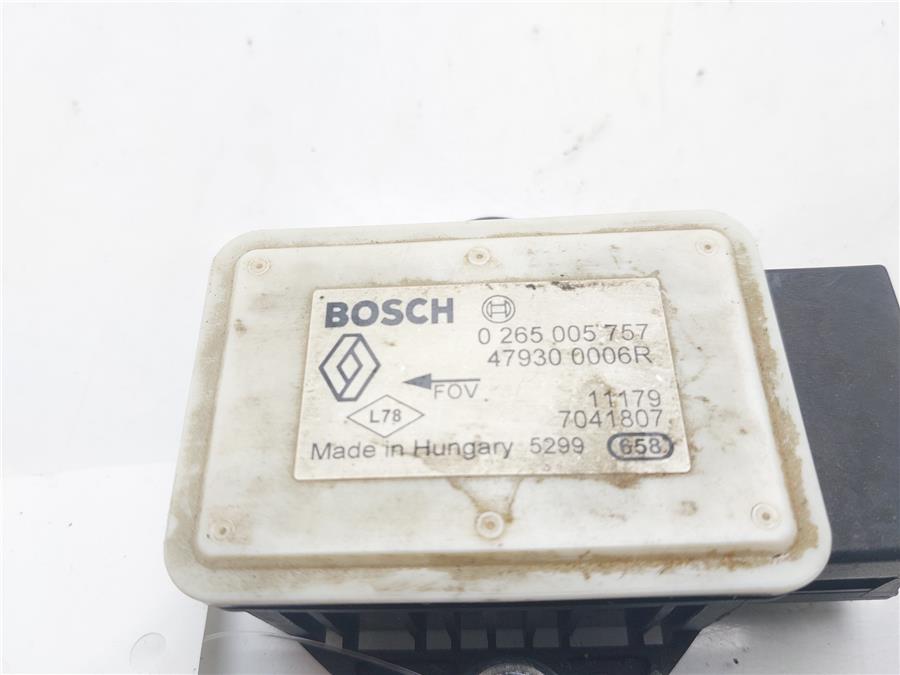 BOSCH
0 265 005 757
47930 0006R
FOV
11179
L78
7041807
Made in Hungary 5299 658